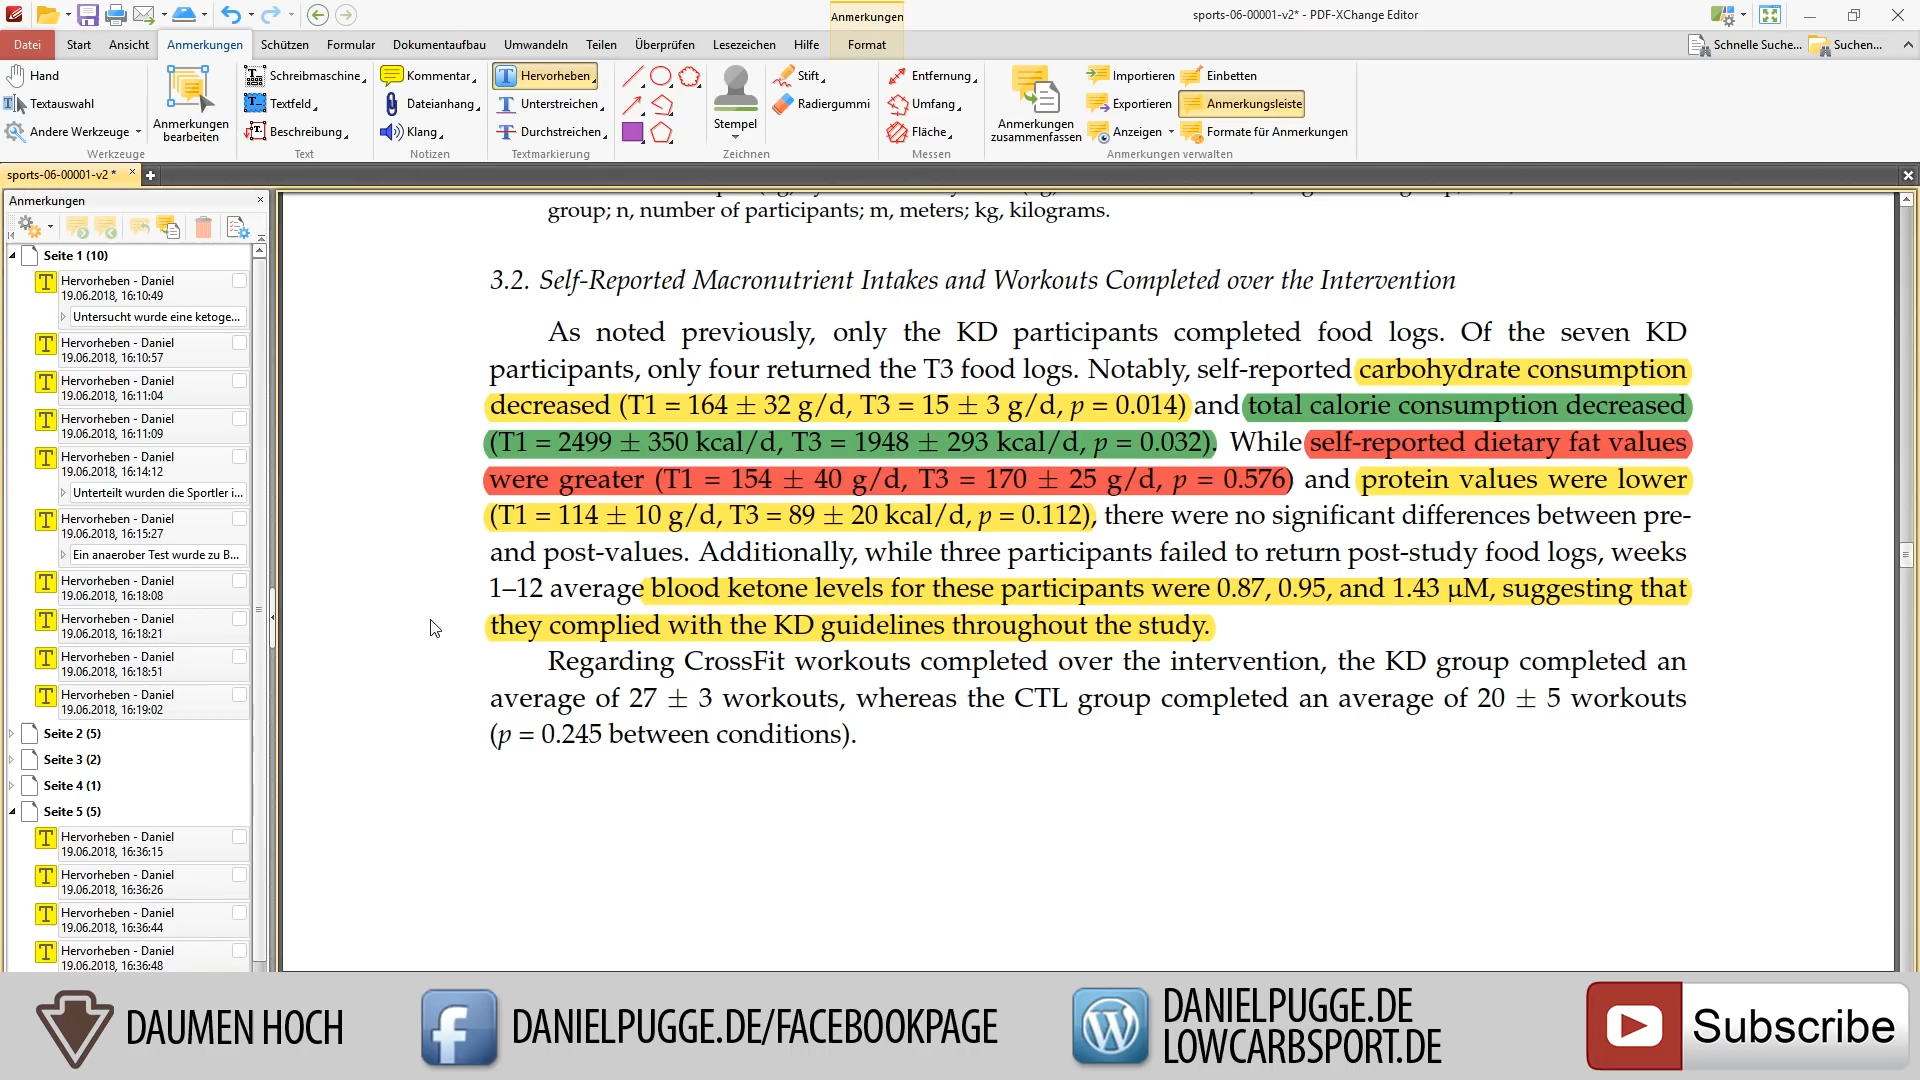 Anmerkungen
sports-06-00001-v2* - PDF-XChange Editor
Datei Start Ansicht Anmerkungen Schützen Formular Dokumentaufbau Umwandeln Teilen Überprüfen Lesezeichen Hilfe Format Schnelle Suche... Suchen...
Hand
Textauswahl
Andere Werkzeuge
Werkzeuge
Anmerkungen
bearbeiten
Schreibmaschine
Textfeld
Beschreibung
Text
Kommentar
Dateianhang
Klang
Notizen
Hervorheben
Unterstreichen
Durchstreichen
Textmarkierung
Stempel
Stift
Radiergummi
Zeichnen
Entfernung
Umfang
Fläche
Messen
Anmerkungen
zusammenfassen
Importieren
Exportieren
Anzeigen
Einbetten
Anmerkungsleiste
Formate für Anmerkungen
Anmerkungen verwalten
sports-06-00001-v2 *
Anmerkungen
Seite 1 (10)
Hervorheben - Daniel
19.06.2018, 16:10:49
Untersucht wurde eine ketoge...
Hervorheben - Daniel
19.06.2018, 16:10:57
Hervorheben - Daniel
19.06.2018, 16:11:04
Hervorheben - Daniel
19.06.2018, 16:11:09
Hervorheben - Daniel
19.06.2018, 16:14:12
Unterteilt wurden die Sportler i...
Hervorheben - Daniel
19.06.2018, 16:15:27
Ein anaerober Test wurde zu B...
Hervorheben - Daniel
19.06.2018, 16:18:08
Hervorheben - Daniel
19.06.2018, 16:18:21
Hervorheben - Daniel
19.06.2018, 16:18:51
Hervorheben - Daniel
19.06.2018, 16:19:02
Seite 2 (5)
Seite 3 (2)
Seite 4 (1)
Seite 5 (5)
Hervorheben - Daniel
19.06.2018, 16:36:15
Hervorheben - Daniel
19.06.2018, 16:36:26
Hervorheben - Daniel
19.06.2018, 16:36:44
Hervorheben - Daniel
19.06.2018, 16:36:48
group; n, number of participants; m, meters; kg, kilograms.
3.2. Self-Reported Macronutrient Intakes and Workouts Completed over the Intervention
As noted previously, only the KD participants completed food logs. Of the seven KD
participants, only four returned the T3 food logs. Notably, self-reported carbohydrate consumption
decreased (T1 = 164 ± 32 g/d, T3 = 15 ± 3 g/d, p = 0.014) and total calorie consumption decreased
(T1 = 2499 ± 350 kcal/d, T3 = 1948 ± 293 kcal/d, p = 0.032). While self-reported dietary fat values
were greater (T1 = 154 ± 40 g/d, T3 = 170 ± 25 g/d, p = 0.576) and protein values were lower
(T1 = 114 ± 10 g/d, T3 = 89 ± 20 kcal/d, p = 0.112), there were no significant differences between pre-
and post-values. Additionally, while three participants failed to return post-study food logs, weeks
1–12 average blood ketone levels for these participants were 0.87, 0.95, and 1.43 µM, suggesting that
they complied with the KD guidelines throughout the study.
Regarding CrossFit workouts completed over the intervention, the KD group completed an
average of 27 ± 3 workouts, whereas the CTL group completed an average of 20 ± 5 workouts
(p = 0.245 between conditions).
DAUMEN HOCH
DANIELPUGGE.DE/FACEBOOKPAGE
DANIELPUGGE.DE
LOWCARBSPORT.DE
Subscribe